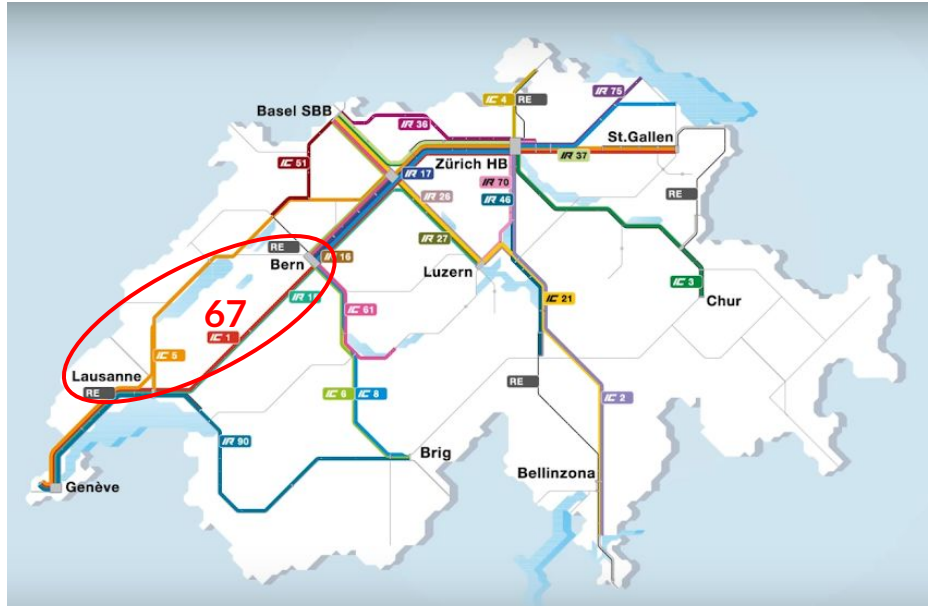 IR 75
IC 4 RE
Basel SBB
IR 36
St.Gallen
IR 37
Zürich HB
IC 51
IR 17
IR 70
IR 26
IR 46
RE
IR 27
RE
IR 16
Bern
Luzern
IC 3
Chur
IC 21
IR 15
67
IC 61
IC 1
IC 5
Lausanne
RE
RE
IC 6 IC 8
IC 2
IR 90
Brig
Bellinzona
Genève